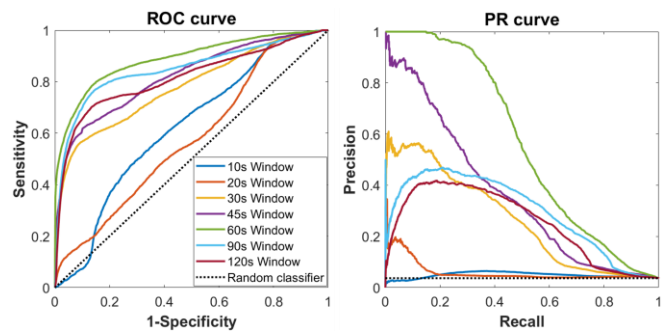 ROC curve
1
0.8
0.6
0.4
0.2
0
Sensitivity
10s Window
20s Window
30s Window
45s Window
60s Window
90s Window
120s Window
Random classifier
0 0.2 0.4 0.6 0.8 1
1-Specificity
PR curve
1
0.8
0.6
0.4
0.2
0
Precision
0 0.2 0.4 0.6 0.8 1
Recall